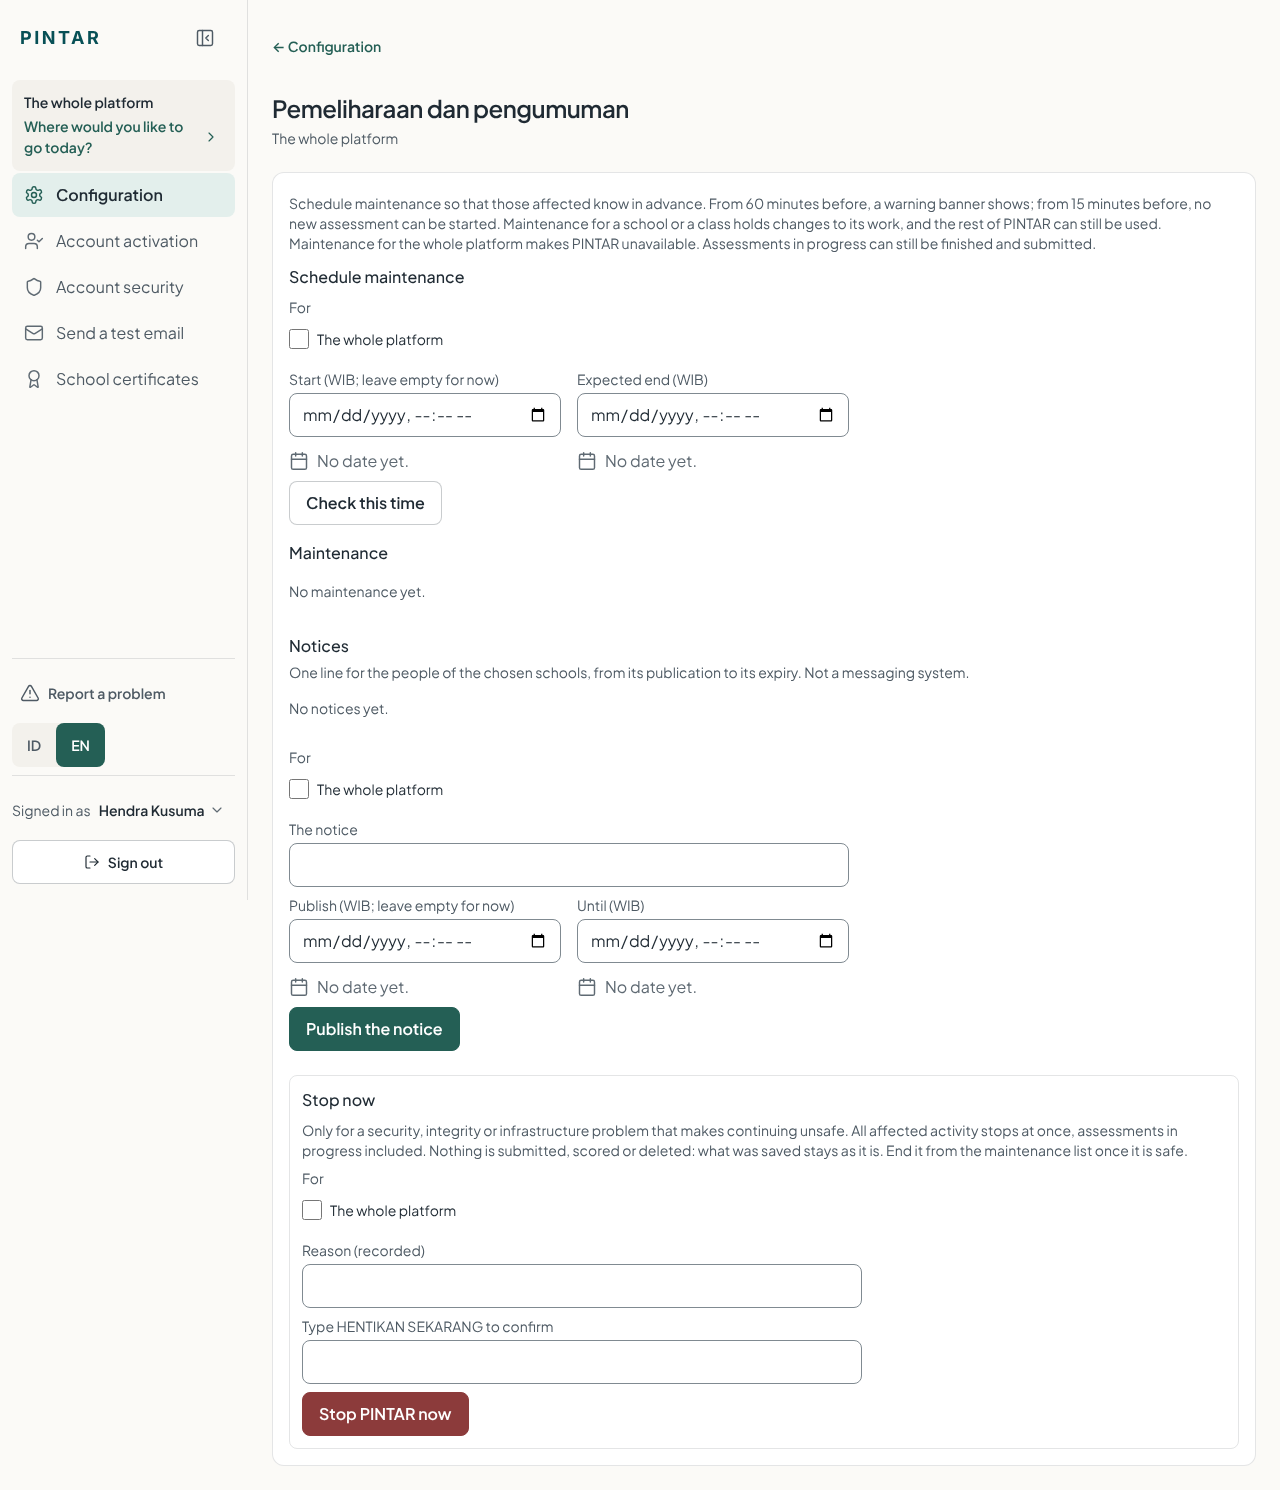 PINTAR
The whole platform
Where would you like to
go today?
Configuration
Account activation
Account security
Send a test email
School certificates
Report a problem
ID EN
Signed in as Hendra Kusuma
Sign out
← Configuration
Pemeliharaan dan pengumuman
The whole platform
Schedule maintenance so that those affected know in advance. From 60 minutes before, a warning banner shows; from 15 minutes before, no
new assessment can be started. Maintenance for a school or a class holds changes to its work, and the rest of PINTAR can still be used.
Maintenance for the whole platform makes PINTAR unavailable. Assessments in progress can still be finished and submitted.
Schedule maintenance
For
The whole platform
Start (WIB; leave empty for now) Expected end (WIB)
mm/dd/yyyy, --:-- -- mm/dd/yyyy, --:-- --
No date yet. No date yet.
Check this time
Maintenance
No maintenance yet.
Notices
One line for the people of the chosen schools, from its publication to its expiry. Not a messaging system.
No notices yet.
For
The whole platform
The notice
Publish (WIB; leave empty for now) Until (WIB)
mm/dd/yyyy, --:-- -- mm/dd/yyyy, --:-- --
No date yet. No date yet.
Publish the notice
Stop now
Only for a security, integrity or infrastructure problem that makes continuing unsafe. All affected activity stops at once, assessments in
progress included. Nothing is submitted, scored or deleted: what was saved stays as it is. End it from the maintenance list once it is safe.
For
The whole platform
Reason (recorded)
Type HENTIKAN SEKARANG to confirm
Stop PINTAR now